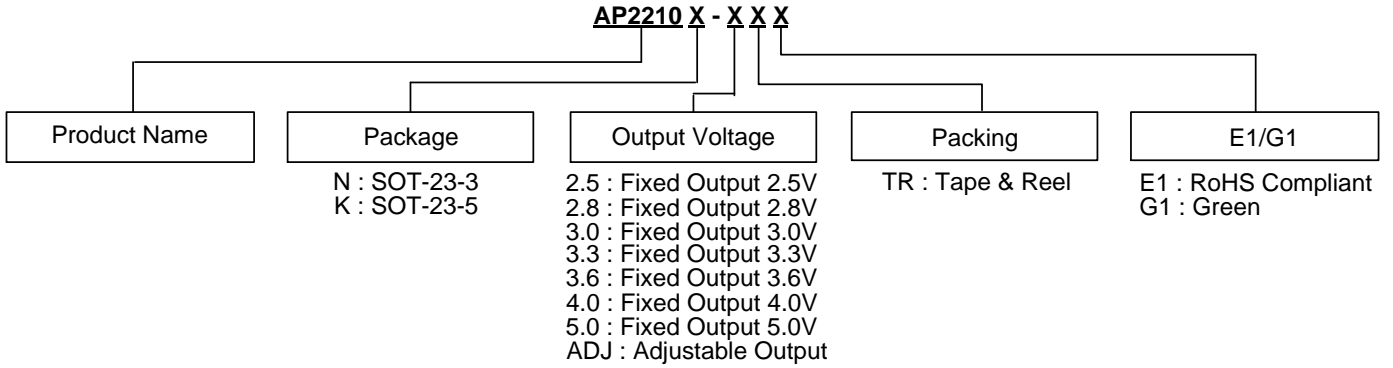 AP2210 X - X X X
Product Name
Package
Output Voltage
Packing
E1/G1
N : SOT-23-3
K : SOT-23-5
2.5 : Fixed Output 2.5V
2.8 : Fixed Output 2.8V
3.0 : Fixed Output 3.0V
3.3 : Fixed Output 3.3V
3.6 : Fixed Output 3.6V
4.0 : Fixed Output 4.0V
5.0 : Fixed Output 5.0V
ADJ : Adjustable Output
TR : Tape & Reel
E1 : RoHS Compliant
G1 : Green